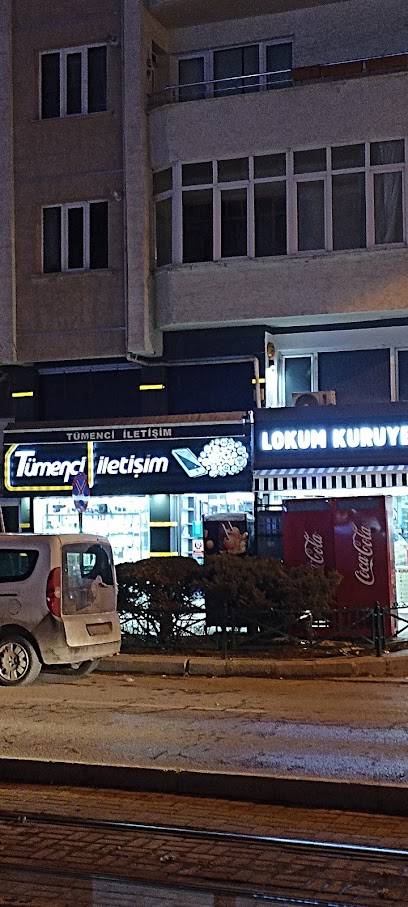 TÜMENCİ İLETİŞİM
Tümenci iletişim
LOKUM KURUYE
Coca-Cola
Coca-Cola